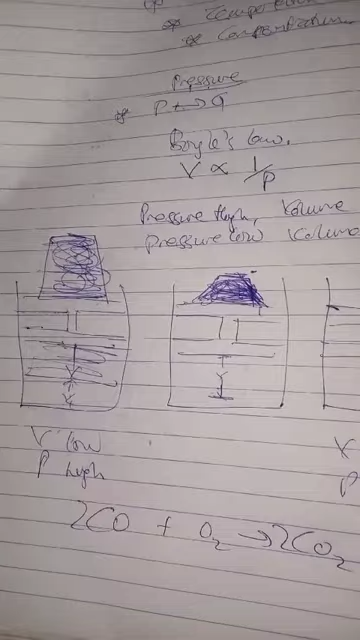 * Temperature
Pressure
Boyle's law.
V ∝ 1/P
Pressure High, Volume
Pressure low Volume
V low
P high
V
P
2CO + O₂ → 2CO₂